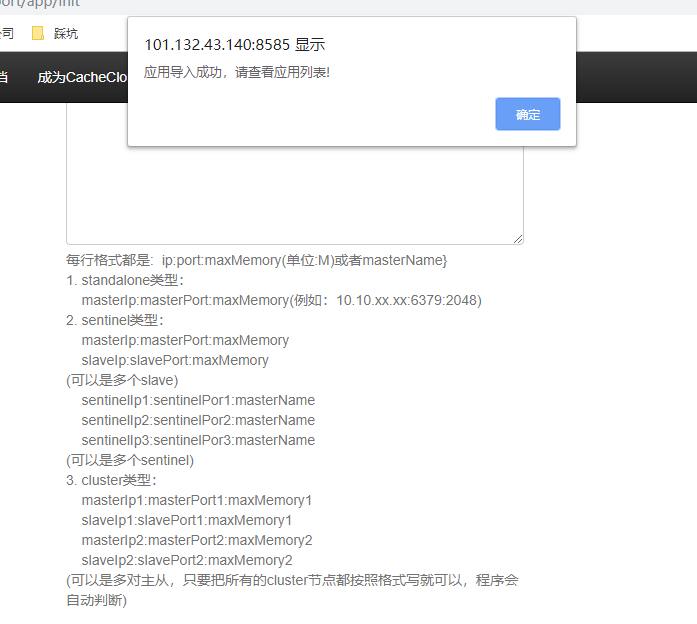 ort/app/init
公司 踩坑
101.132.43.140:8585 显示
应用导入成功，请查看应用列表!
确定
档 成为CacheClo
每行格式都是: ip:port:maxMemory(单位:M)或者masterName}
1. standalone类型：
masterIp:masterPort:maxMemory(例如：10.10.xx.xx:6379:2048)
2. sentinel类型：
masterIp:masterPort:maxMemory
slaveIp:slavePort:maxMemory
(可以是多个slave)
sentinelIp1:sentinelPor1:masterName
sentinelIp2:sentinelPor2:masterName
sentinelIp3:sentinelPor3:masterName
(可以是多个sentinel)
3. cluster类型：
masterIp1:masterPort1:maxMemory1
slaveIp1:slavePort1:maxMemory1
masterIp2:masterPort2:maxMemory2
slaveIp2:slavePort2:maxMemory2
(可以是多对主从，只要把所有的cluster节点都按照格式写就可以，程序会
自动判断)